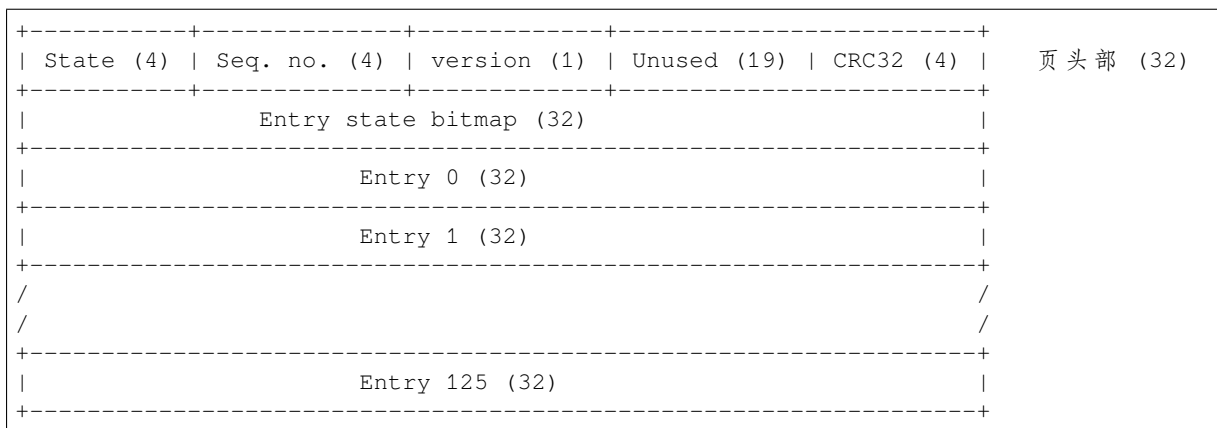 +-----------+--------------+-------------+-------------------------+
| State (4) | Seq. no. (4) | version (1) | Unused (19) | CRC32 (4) | 页头部 (32)
+-----------+--------------+-------------+-------------------------+
| Entry state bitmap (32) |
+------------------------------------------------------------------+
| Entry 0 (32) |
+------------------------------------------------------------------+
| Entry 1 (32) |
+------------------------------------------------------------------+
/ /
/ /
+------------------------------------------------------------------+
| Entry 125 (32) |
+------------------------------------------------------------------+